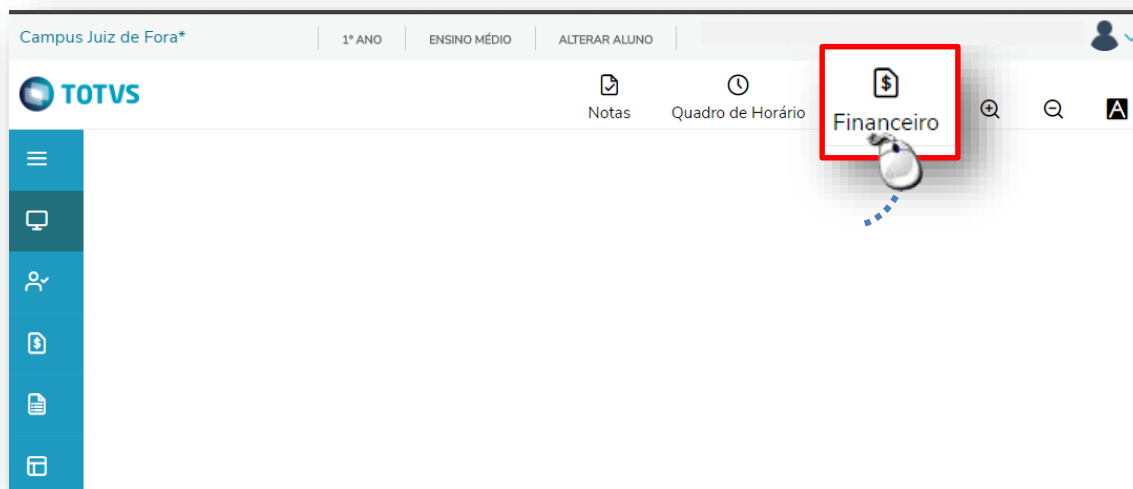 Campus Juiz de Fora*
1º ANO
ENSINO MÉDIO
ALTERAR ALUNO
TOTVS
Notas
Quadro de Horário
Financeiro
A